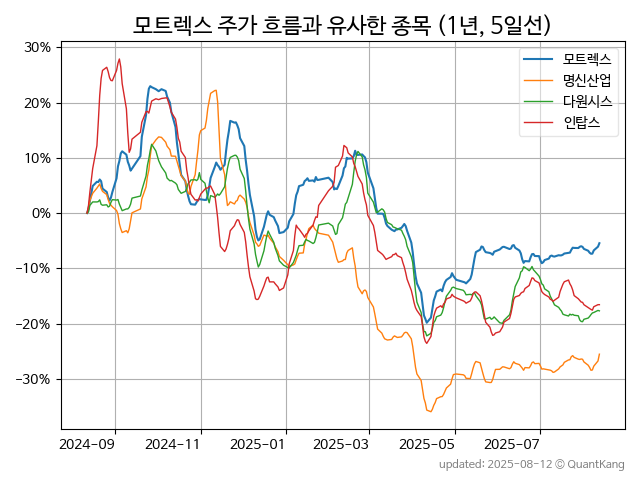 모트렉스 주가 흐름과 유사한 종목 (1년, 5일선)
30%
20%
10%
0%
−10%
−20%
−30%
모트렉스
명신산업
다원시스
인탑스
2024-09
2024-11
2025-01
2025-03
2025-05
2025-07
updated: 2025-08-12 © QuantKang